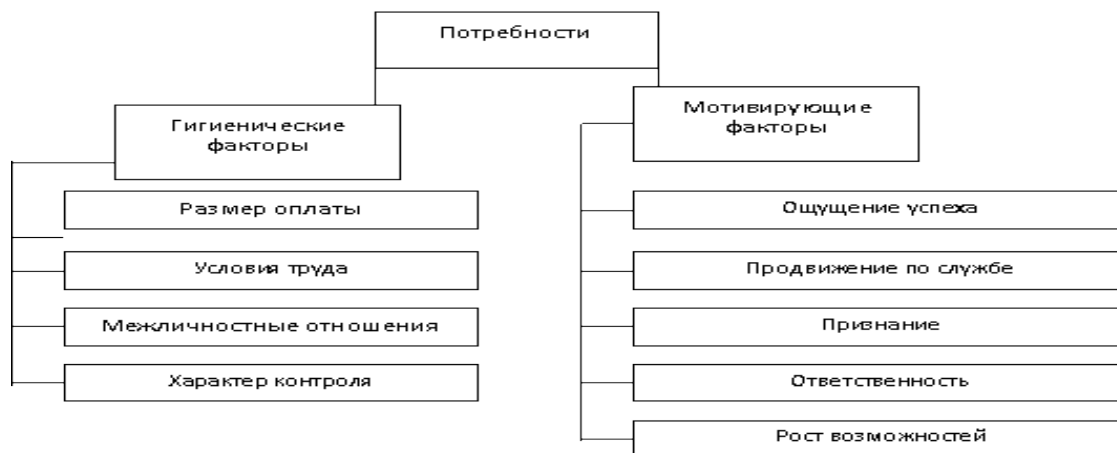 Потребности
Гигиенические
факторы
Размер оплаты
Условия труда
Межличностные отношения
Характер контроля
Мотивирующие
факторы
Ощущение успеха
Продвижение по службе
Признание
Ответственность
Рост возможностей